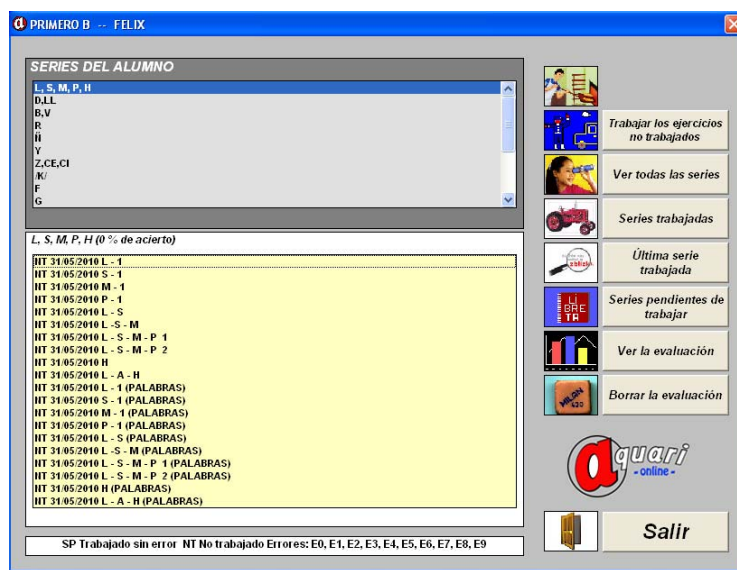 PRIMERO B -- FELIX
SERIES DEL ALUMNO
L, S, M, P, H
D,LL
B,V
R
Ñ
Y
Z,CE,CI
/K/
F
G
L, S, M, P, H (0 % de acierto)
NT 31/05/2010 L - 1
NT 31/05/2010 S - 1
NT 31/05/2010 M - 1
NT 31/05/2010 P - 1
NT 31/05/2010 L - S
NT 31/05/2010 L -S - M
NT 31/05/2010 L - S - M - P 1
NT 31/05/2010 L - S - M - P 2
NT 31/05/2010 H
NT 31/05/2010 L - A - H
NT 31/05/2010 L - 1 (PALABRAS)
NT 31/05/2010 S - 1 (PALABRAS)
NT 31/05/2010 M - 1 (PALABRAS)
NT 31/05/2010 P - 1 (PALABRAS)
NT 31/05/2010 L - S (PALABRAS)
NT 31/05/2010 L -S - M (PALABRAS)
NT 31/05/2010 L - S - M - P 1 (PALABRAS)
NT 31/05/2010 L - S - M - P 2 (PALABRAS)
NT 31/05/2010 H (PALABRAS)
NT 31/05/2010 L - A - H (PALABRAS)
SP Trabajado sin error NT No trabajado Errores: E0, E1, E2, E3, E4, E5, E6, E7, E8, E9
Trabajar los ejercicios
no trabajados
Ver todas las series
Series trabajadas
Última serie
trabajada
LI
BRE
TA
Series pendientes de
trabajar
Ver la evaluación
MILAN
430
Borrar la evaluación
aquari
- online -
Salir